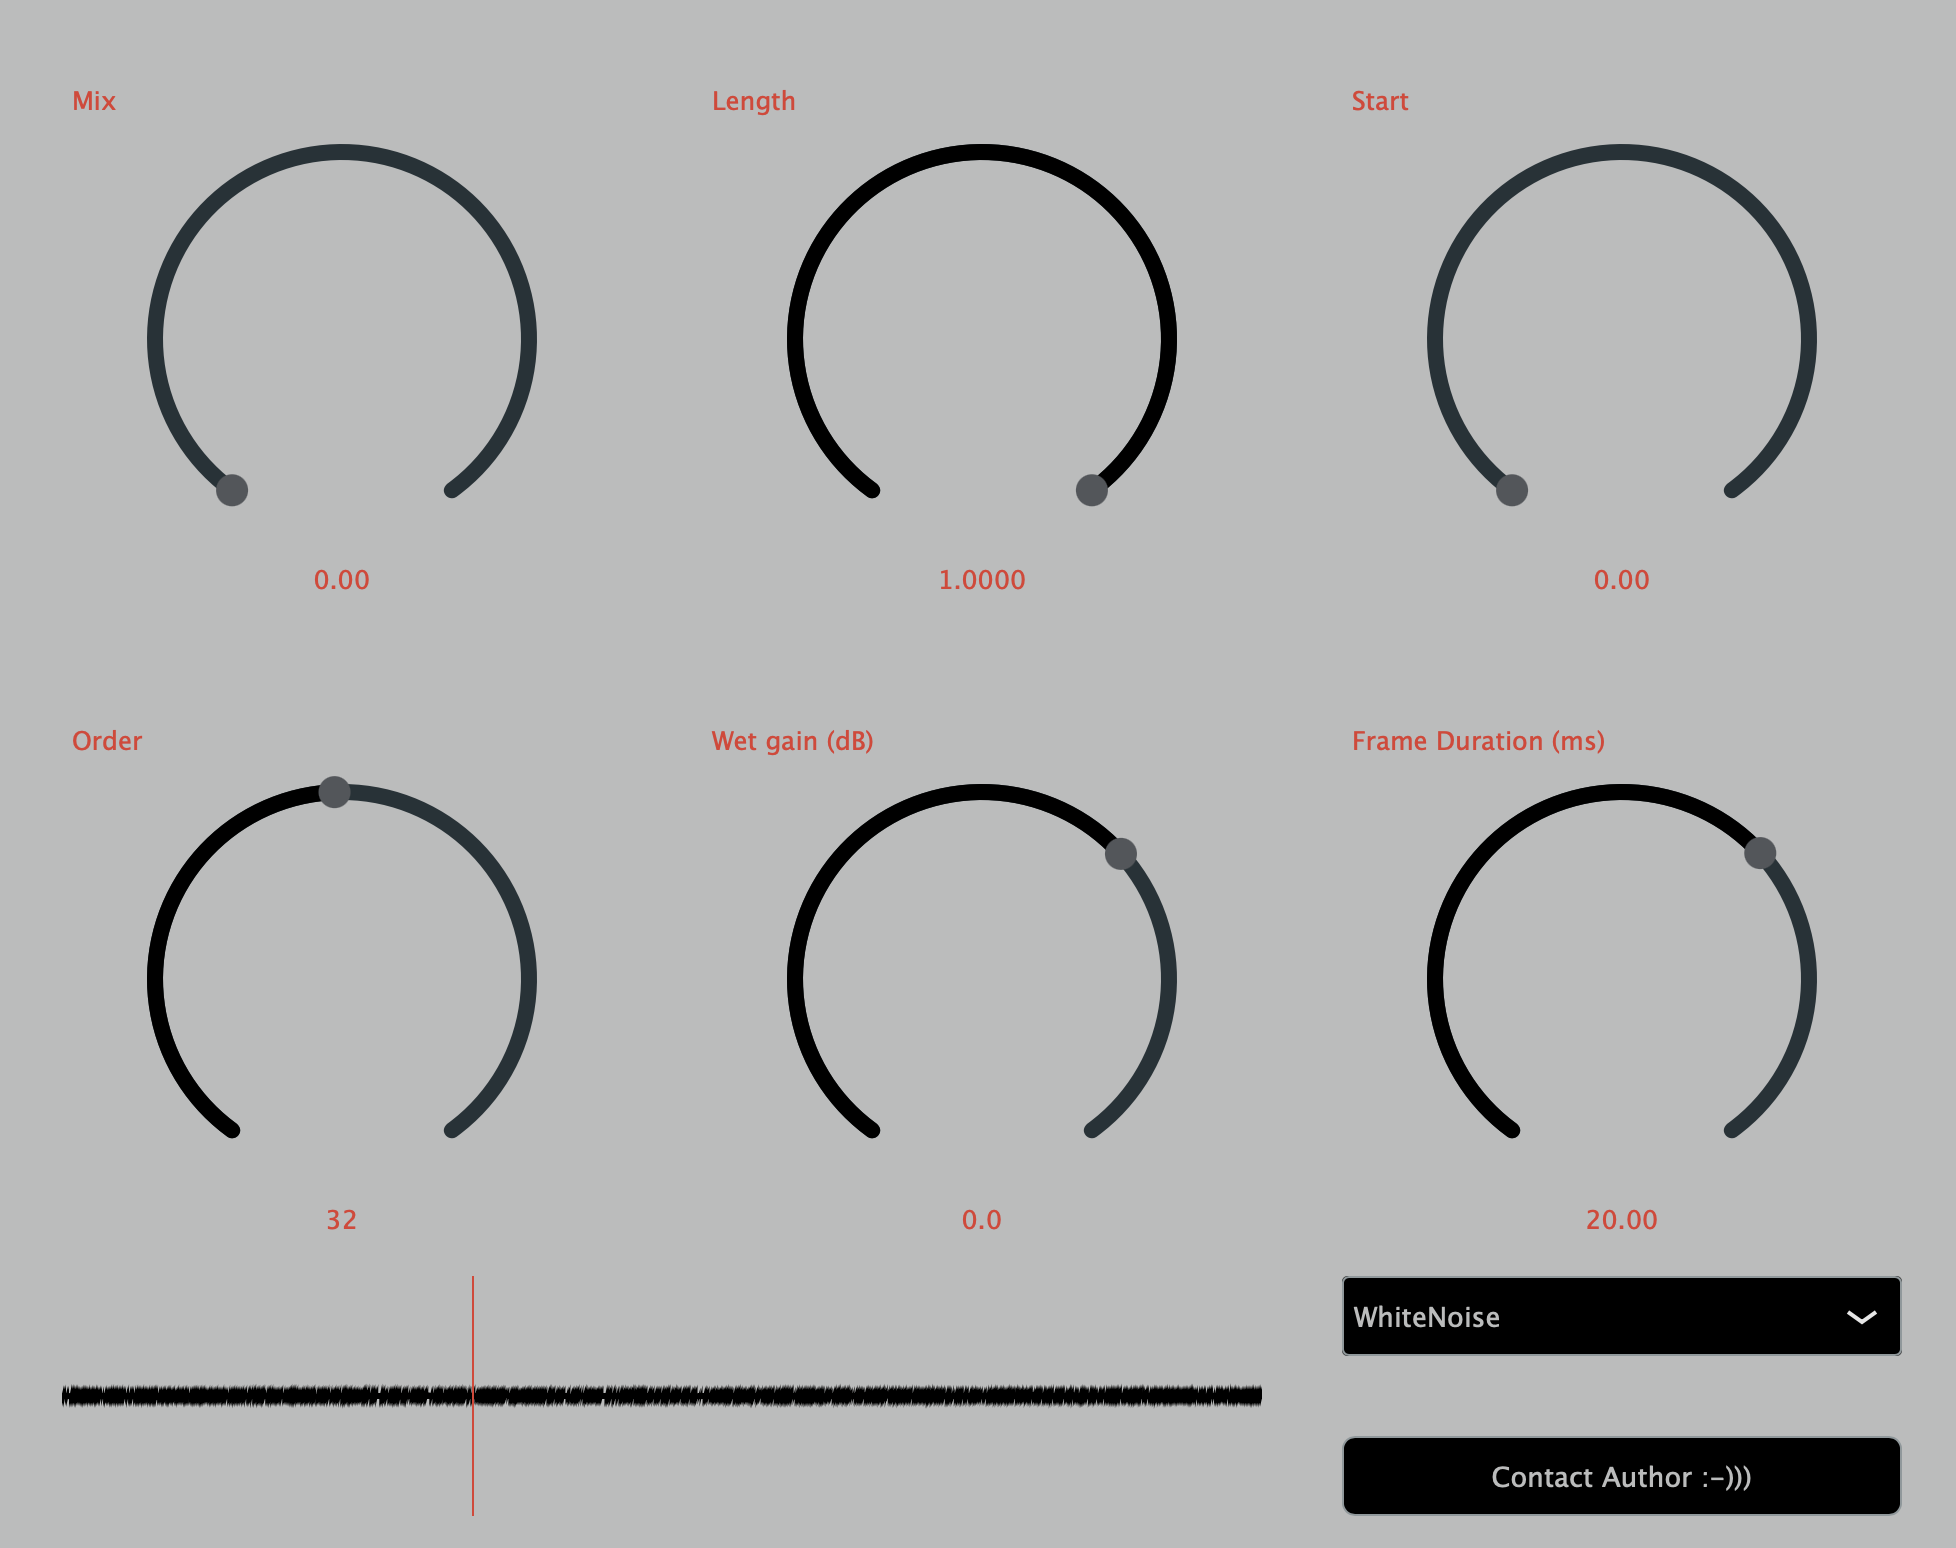 Mix
Length
Start
0.00
1.0000
0.00
Order
Wet gain (dB)
Frame Duration (ms)
32
0.0
20.00
WhiteNoise
Contact Author :-)))